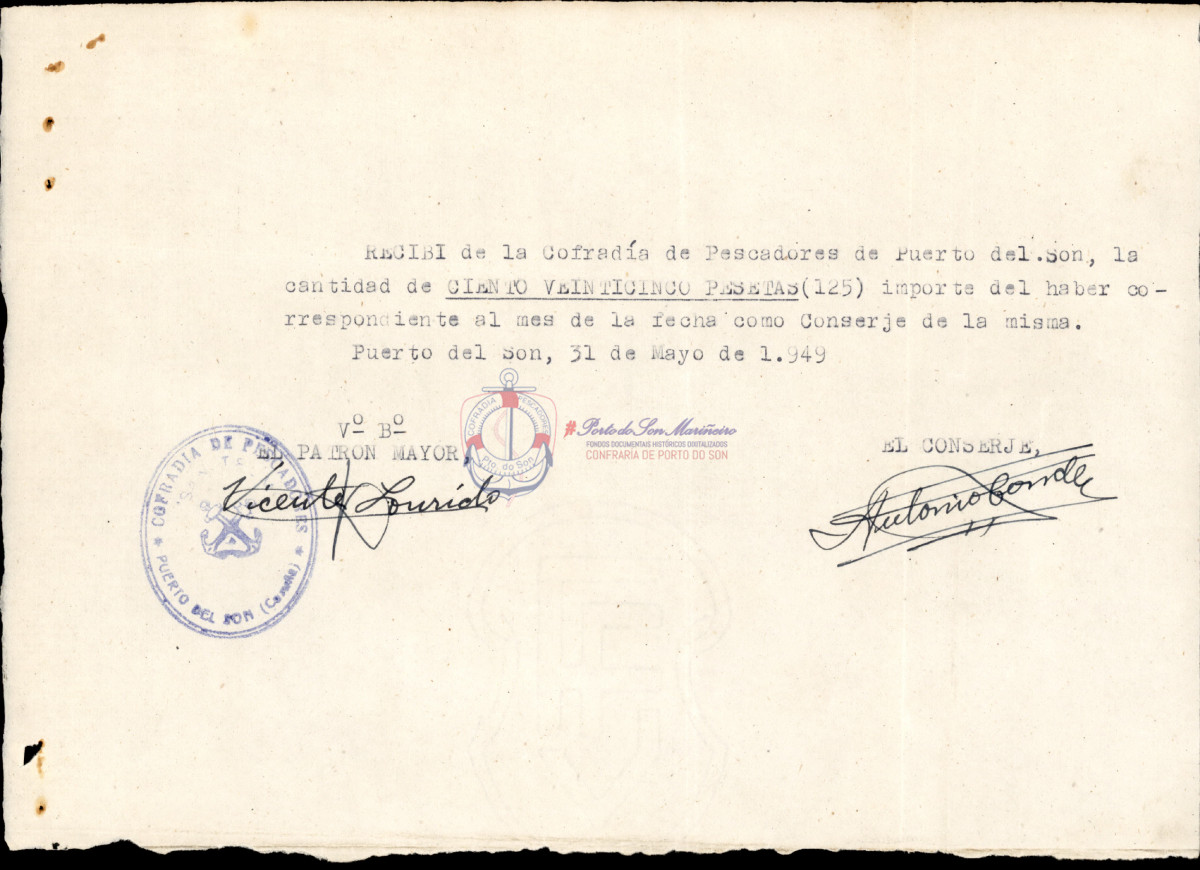 RECIBI de la Cofradía de Pescadores de Puerto del.Son, la
cantidad de CIENTO VEINTICINCO PESETAS(125) importe del haber co-
rrespondiente al mes de la fecha como Conserje de la misma.
Puerto del Son, 31 de Mayo de 1.949
Vº Bº
EL PATRON MAYOR,
EL CONSERJE,
Vicente Lourido
Antonio Conde
COFRADIA DE PESCADORES
PUERTO DEL SON (Coruña)
COFRADIA PESCADORES
Pto. do Son
#Porto do Son Mariñeiro
FONDOS DOCUMENTAIS HISTÓRICOS DIXITALIZADOS
CONFRARÍA DE PORTO DO SON